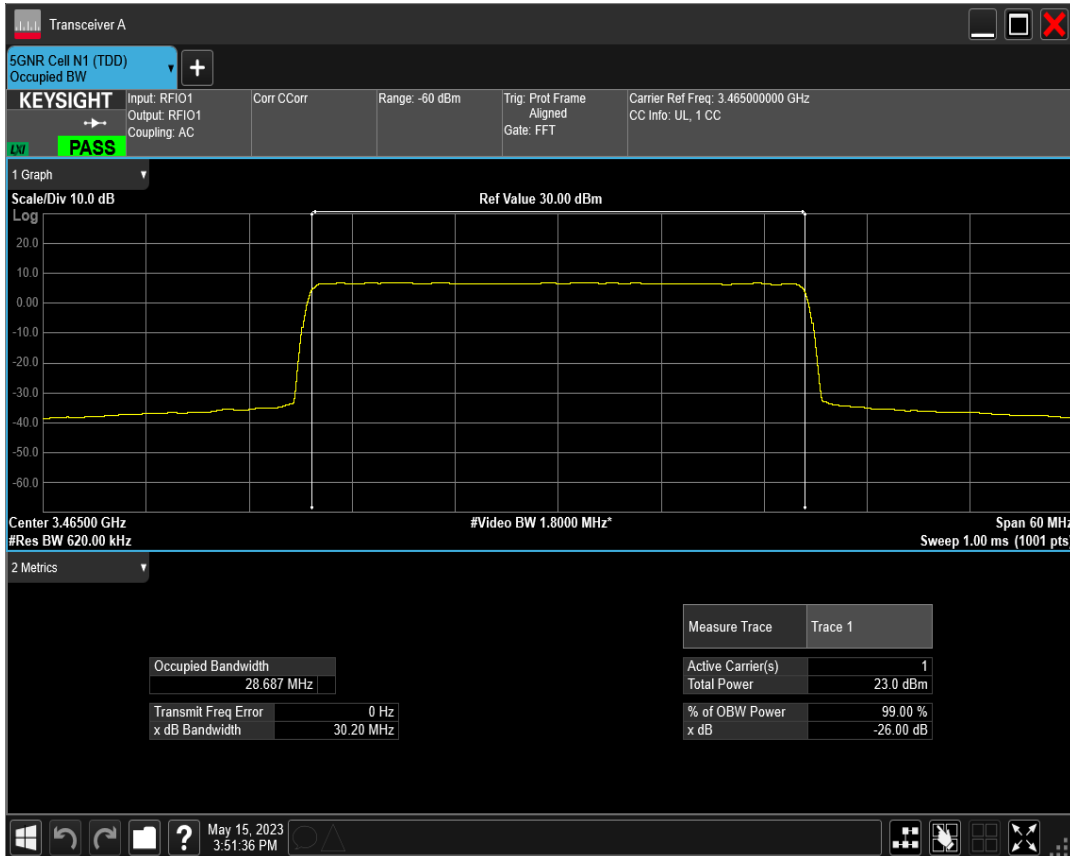 Transceiver A
5GNR Cell N1 (TDD)
Occupied BW
+
KEYSIGHT
LXI
PASS
Input: RFIO1
Output: RFIO1
Coupling: AC
Corr CCorr
Range: -60 dBm
Trig: Prot Frame
Aligned
Gate: FFT
Carrier Ref Freq: 3.465000000 GHz
CC Info: UL, 1 CC
1 Graph
Scale/Div 10.0 dB
Ref Value 30.00 dBm
Log
20.0
10.0
0.00
-10.0
-20.0
-30.0
-40.0
-50.0
-60.0
Center 3.46500 GHz
#Video BW 1.8000 MHz*
Span 60 MHz
#Res BW 620.00 kHz
Sweep 1.00 ms (1001 pts)
2 Metrics
Measure Trace Trace 1
Occupied Bandwidth
28.687 MHz
Transmit Freq Error 0 Hz
x dB Bandwidth 30.20 MHz
Active Carrier(s) 1
Total Power 23.0 dBm
% of OBW Power 99.00 %
x dB -26.00 dB
?
May 15, 2023
3:51:36 PM